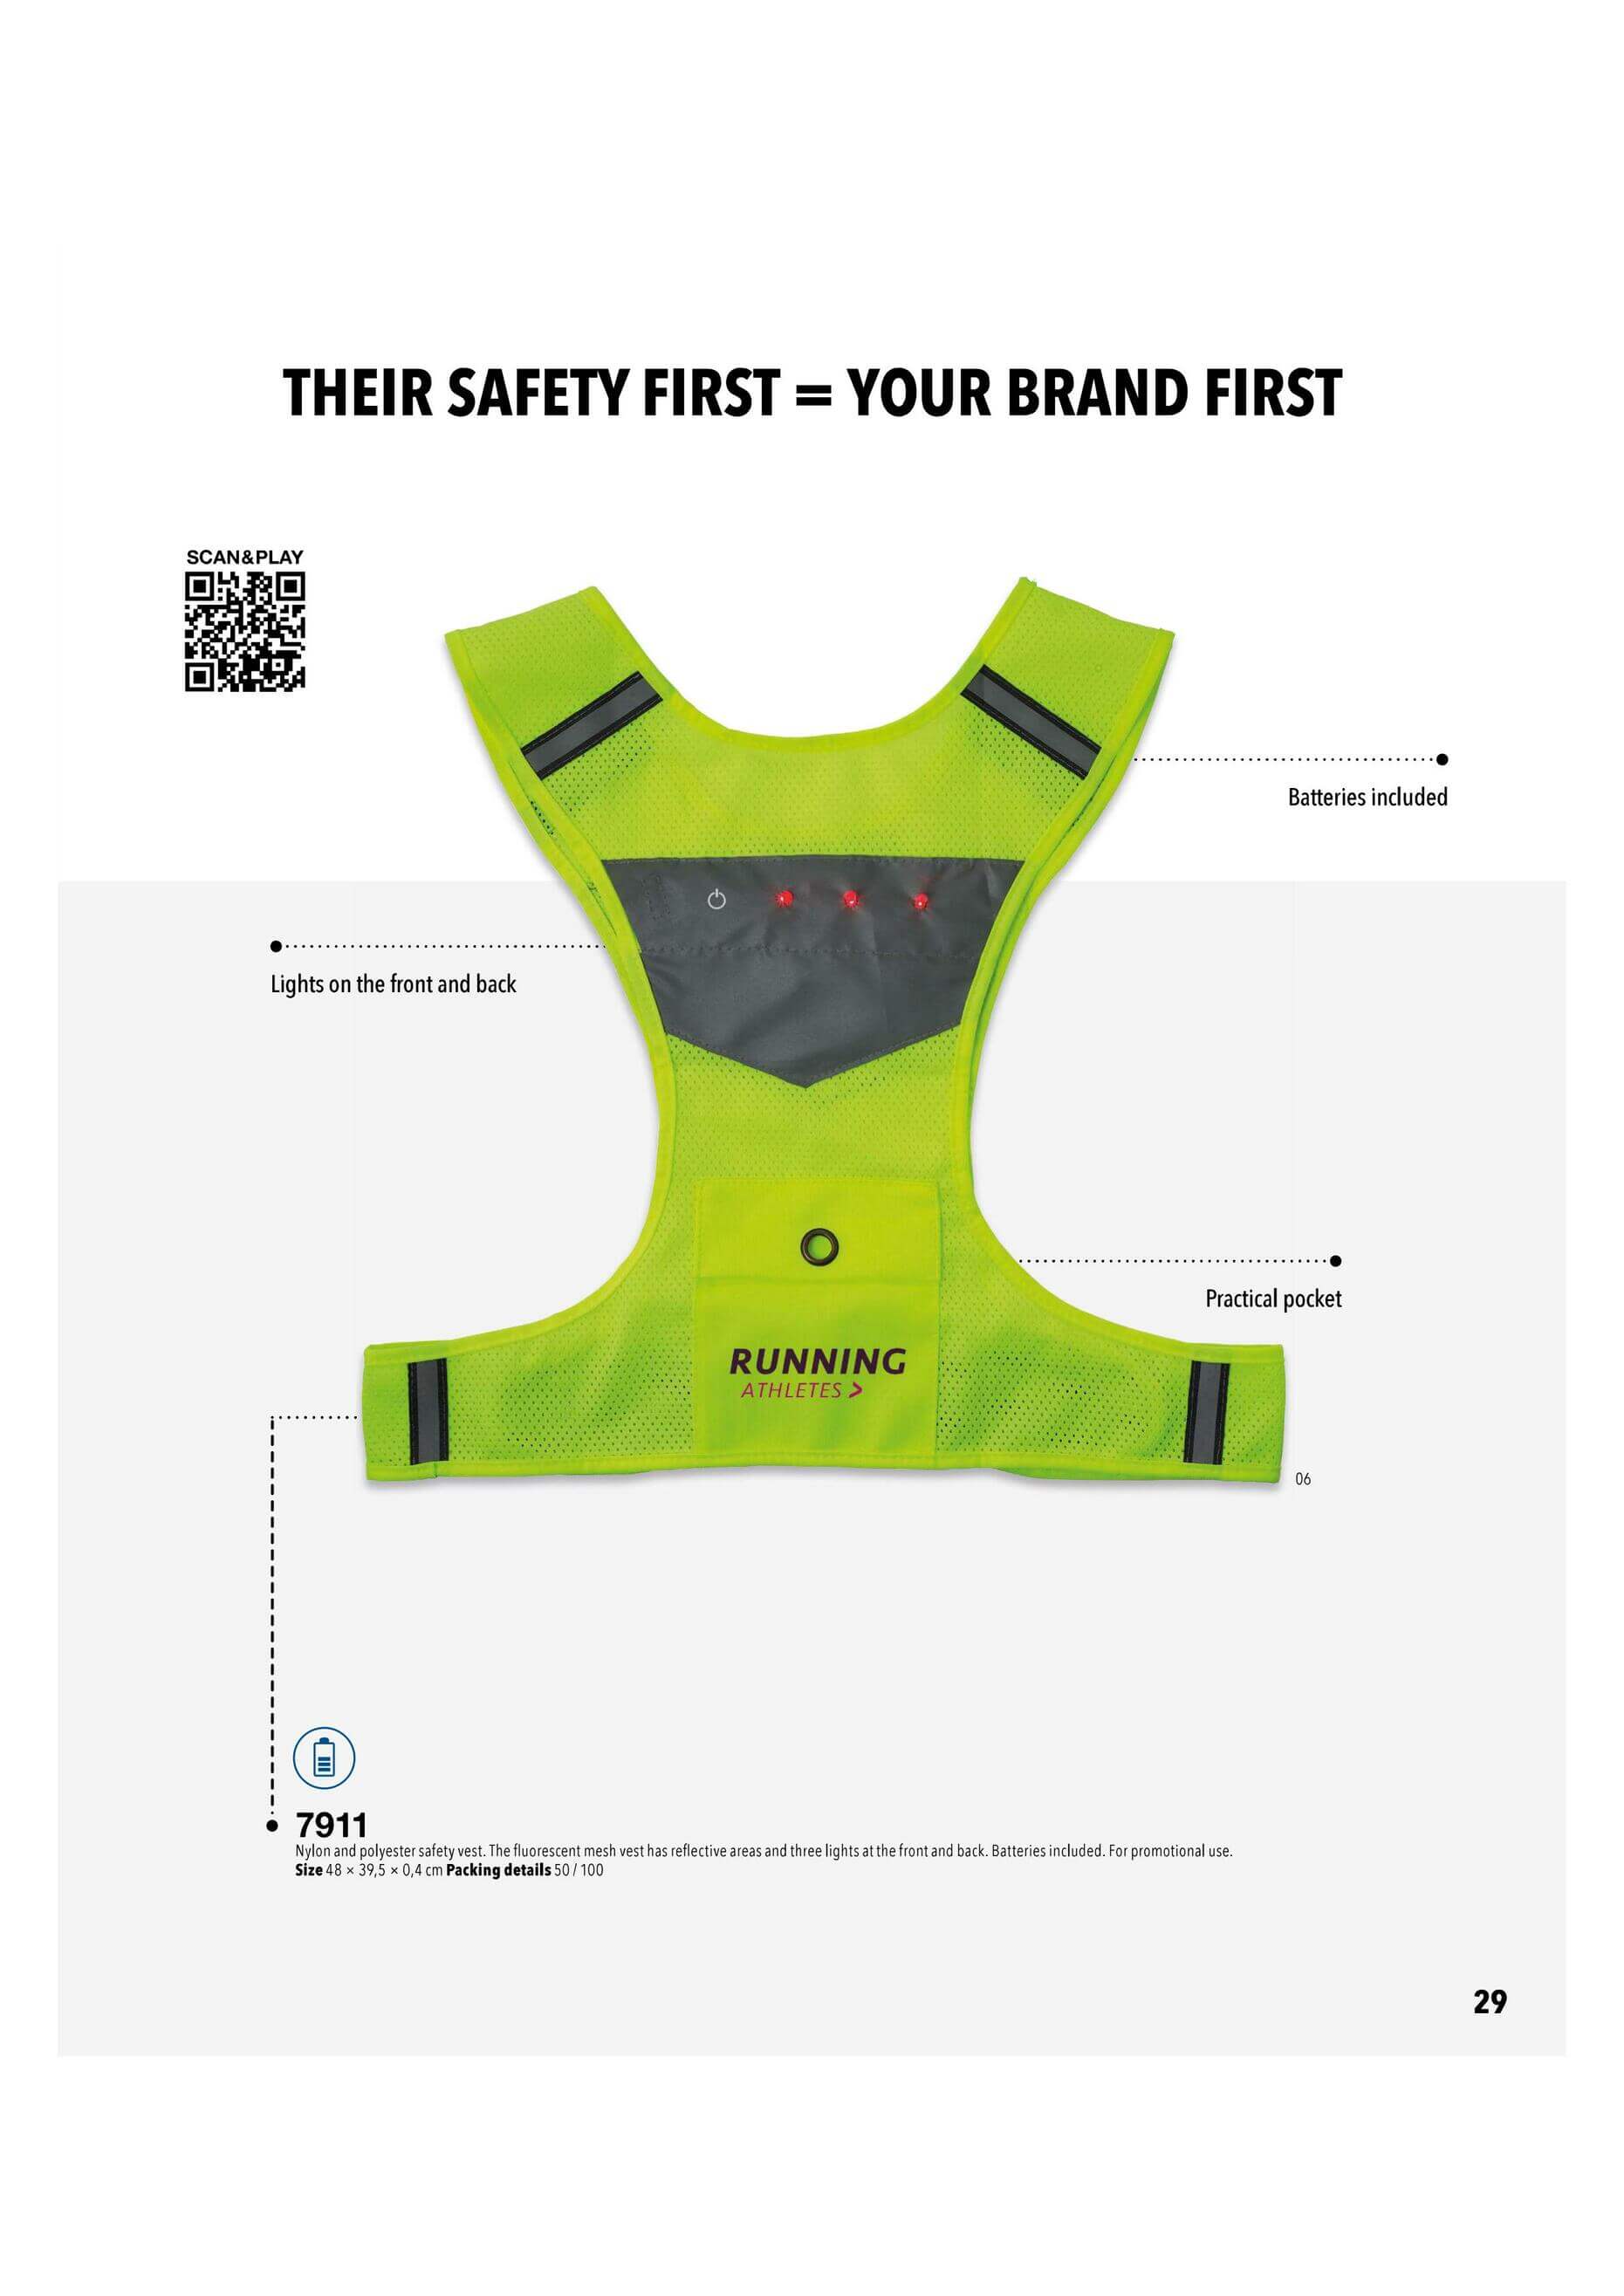 THEIR SAFETY FIRST = YOUR BRAND FIRST
SCAN&PLAY
Batteries included
Lights on the front and back
Practical pocket
RUNNING
ATHLETES >
06
7911
Nylon and polyester safety vest. The fluorescent mesh vest has reflective areas and three lights at the front and back. Batteries included. For promotional use.
Size 48 × 39,5 × 0,4 cm Packing details 50 / 100
29